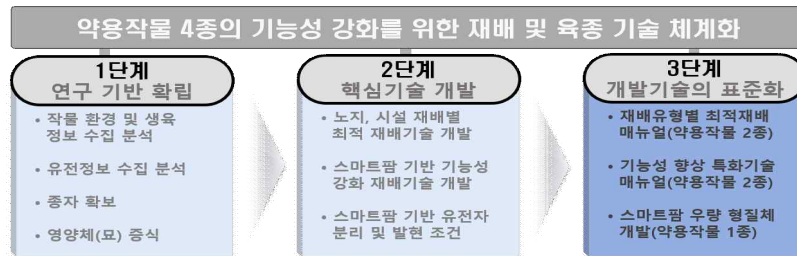 약용작물 4종의 기능성 강화를 위한 재배 및 육종 기술 체계화
1단계
연구 기반 확립
• 작물 환경 및 생육
정보 수집 분석
• 유전정보 수집 분석
• 종자 확보
• 영양체(묘) 증식
2단계
핵심기술 개발
• 노지, 시설 재배별
최적 재배기술 개발
• 스마트팜 기반 기능성
강화 재배기술 개발
• 스마트팜 기반 유전자
분리 및 발현 조건
3단계
개발기술의 표준화
• 재배유형별 최적재배
매뉴얼(약용작물 2종)
• 기능성 향상 특화기술
매뉴얼(약용작물 2종)
• 스마트팜 우량 형질체
개발(약용작물 1종)